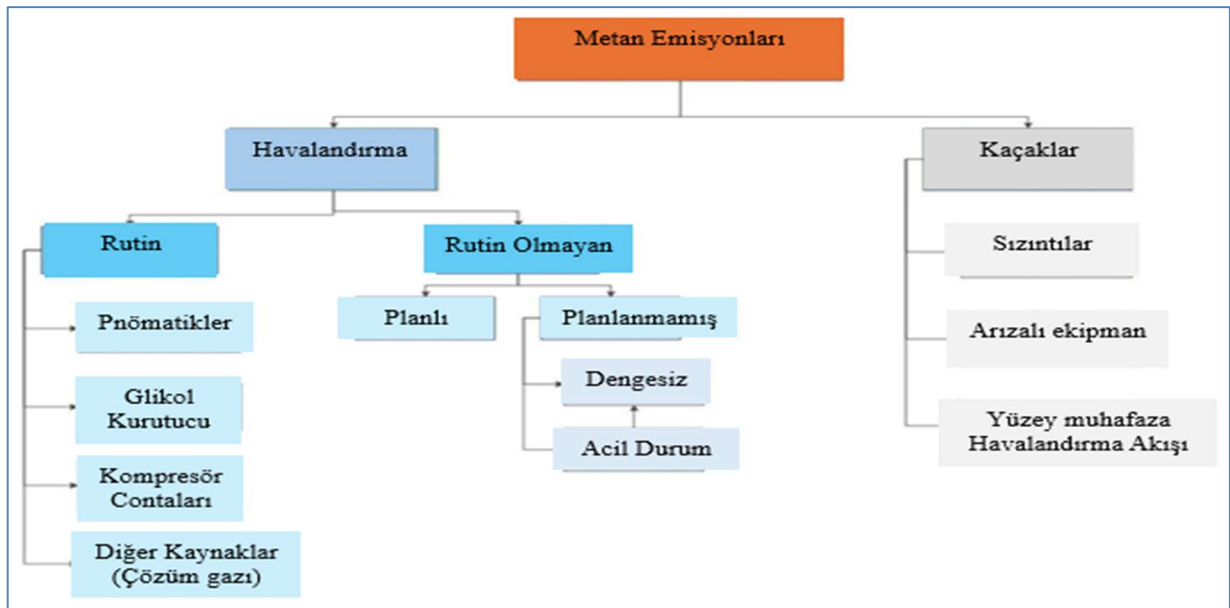 Metan Emisyonları
Havalandırma
Kaçaklar
Rutin
Rutin Olmayan
Sızıntılar
Pnömatikler
Planlı
Planlanmamış
Arızalı ekipman
Glikol
Kurutucu
Dengesiz
Yüzey muhafaza
Havalandırma Akışı
Acil Durum
Kompresör
Contaları
Diğer Kaynaklar
(Çözüm gazı)